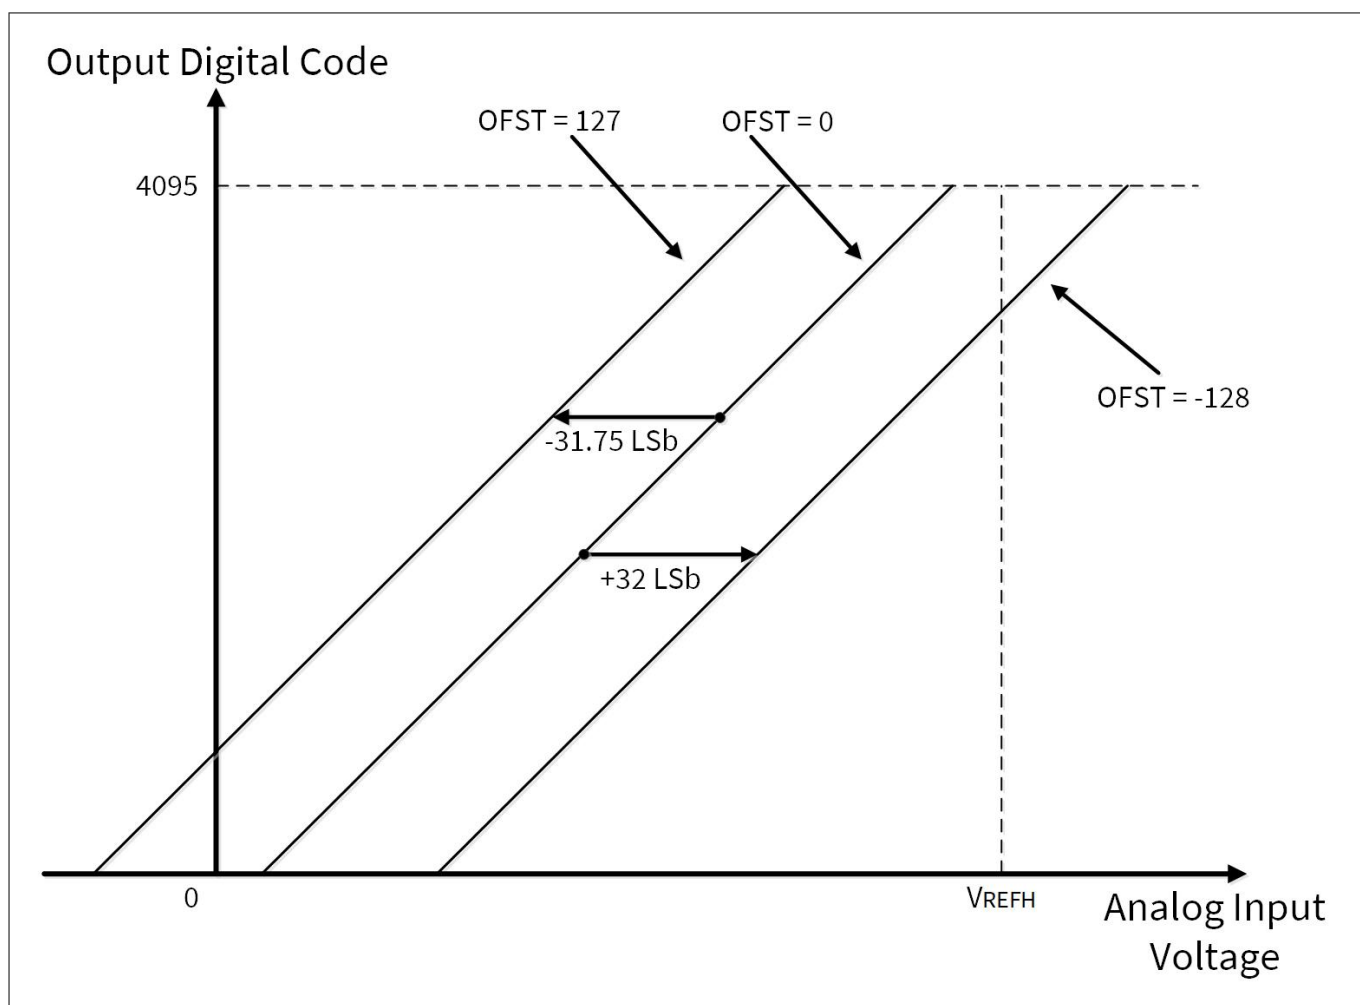 Output Digital Code
OFST = 127
OFST = 0
4095
OFST = -128
-31.75 LSb
+32 LSb
0
VREFH
Analog Input
Voltage